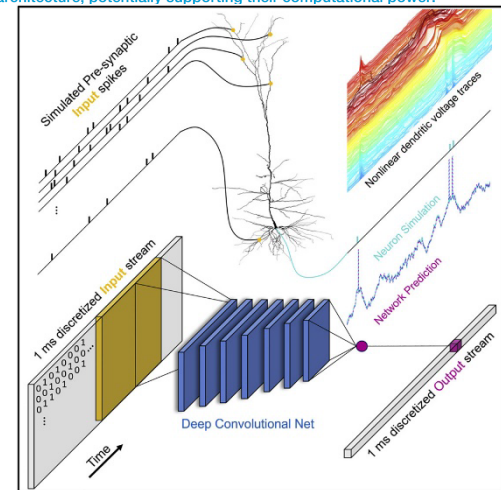 architecture, potentially supporting their computational power.
Simulated Pre-synaptic
Input
spikes
...
Nonlinear dendritic voltage traces
Neuron Simulation
Network Prediction
1 ms discretized Input stream
Deep Convolutional Net
1 ms discretized Output stream
Time